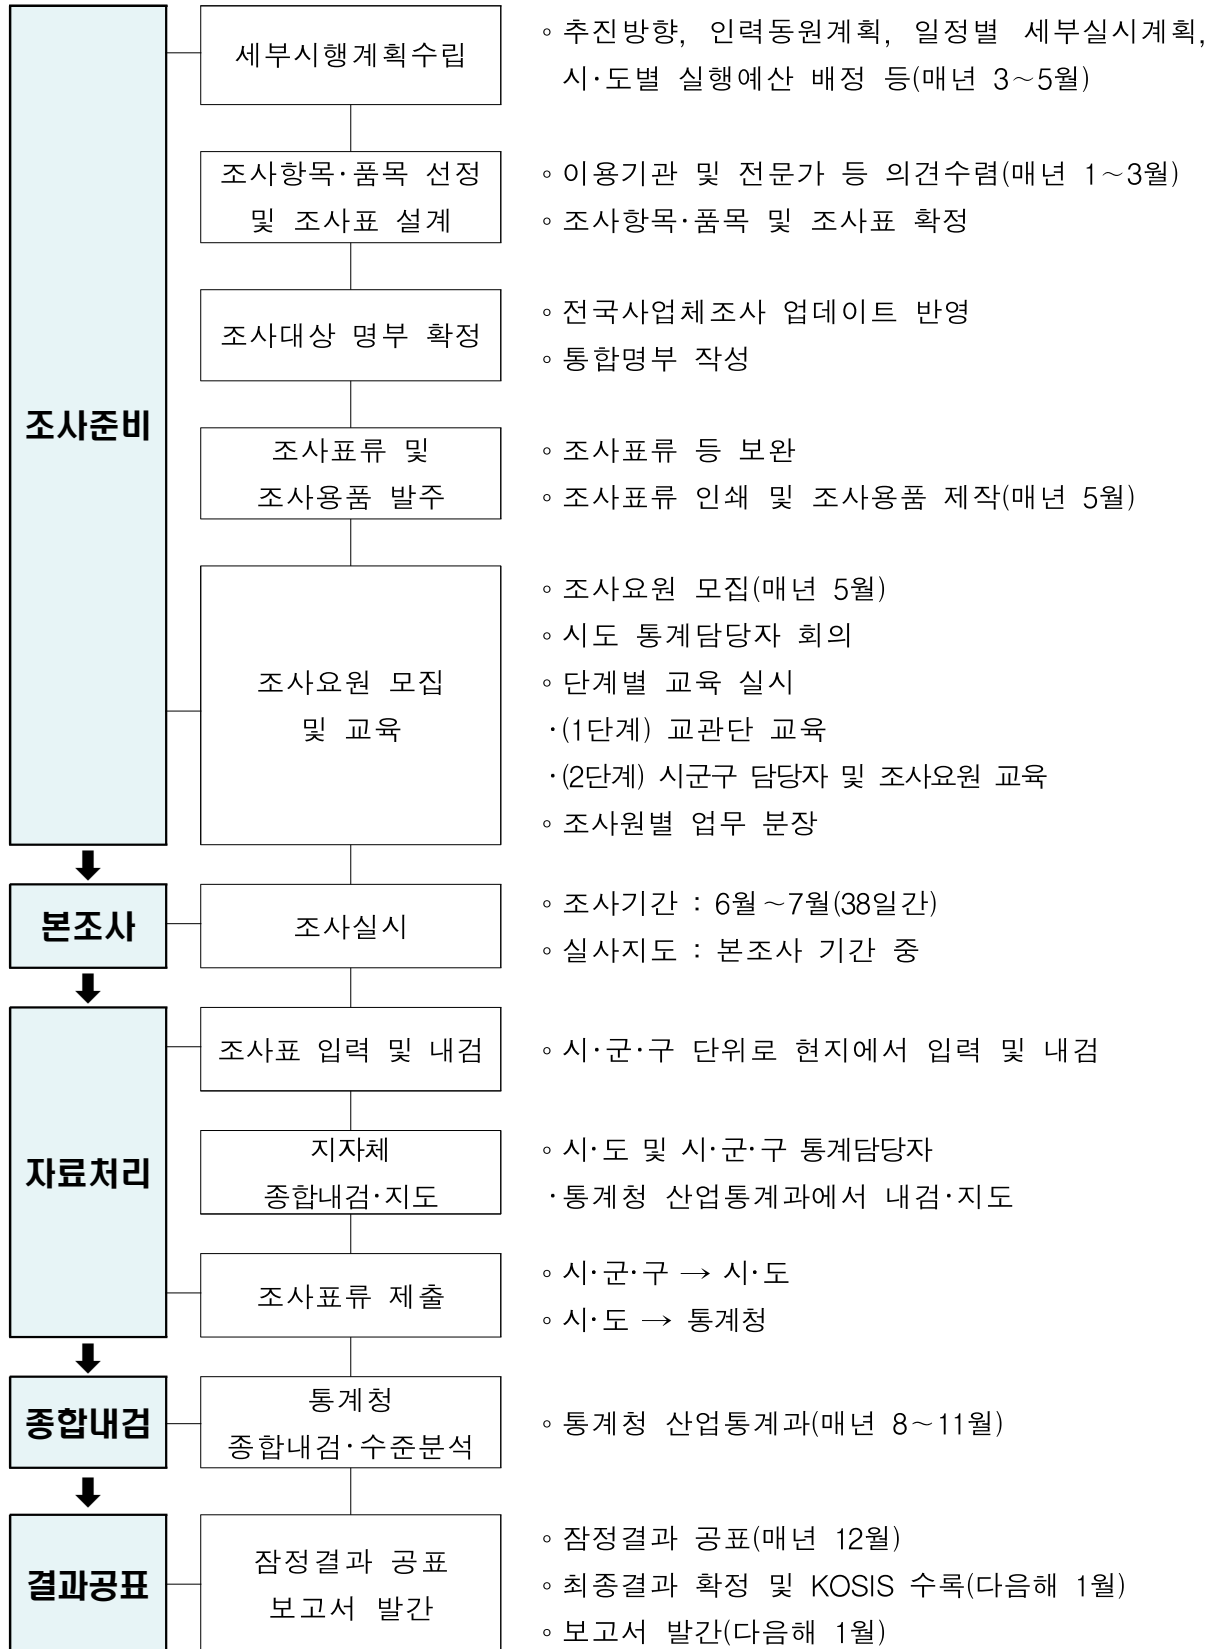 조사준비
세부시행계획수립
◦ 추진방향, 인력동원계획, 일정별 세부실시계획,
시·도별 실행예산 배정 등(매년 3~5월)
조사항목·품목 선정
및 조사표 설계
◦ 이용기관 및 전문가 등 의견수렴(매년 1~3월)
◦ 조사항목·품목 및 조사표 확정
조사대상 명부 확정
◦ 전국사업체조사 업데이트 반영
◦ 통합명부 작성
조사표류 및
조사용품 발주
◦ 조사표류 등 보완
◦ 조사표류 인쇄 및 조사용품 제작(매년 5월)
조사요원 모집
및 교육
◦ 조사요원 모집(매년 5월)
◦ 시도 통계담당자 회의
◦ 단계별 교육 실시
·(1단계) 교관단 교육
·(2단계) 시군구 담당자 및 조사요원 교육
◦ 조사원별 업무 분장
본조사
조사실시
◦ 조사기간 : 6월~7월(38일간)
◦ 실사지도 : 본조사 기간 중
자료처리
조사표 입력 및 내검
◦ 시·군·구 단위로 현지에서 입력 및 내검
지자체
종합내검·지도
◦ 시·도 및 시·군·구 통계담당자
·통계청 산업통계과에서 내검·지도
조사표류 제출
◦ 시·군·구 → 시·도
◦ 시·도 → 통계청
종합내검
통계청
종합내검·수준분석
◦ 통계청 산업통계과(매년 8~11월)
결과공표
잠정결과 공표
보고서 발간
◦ 잠정결과 공표(매년 12월)
◦ 최종결과 확정 및 KOSIS 수록(다음해 1월)
◦ 보고서 발간(다음해 1월)